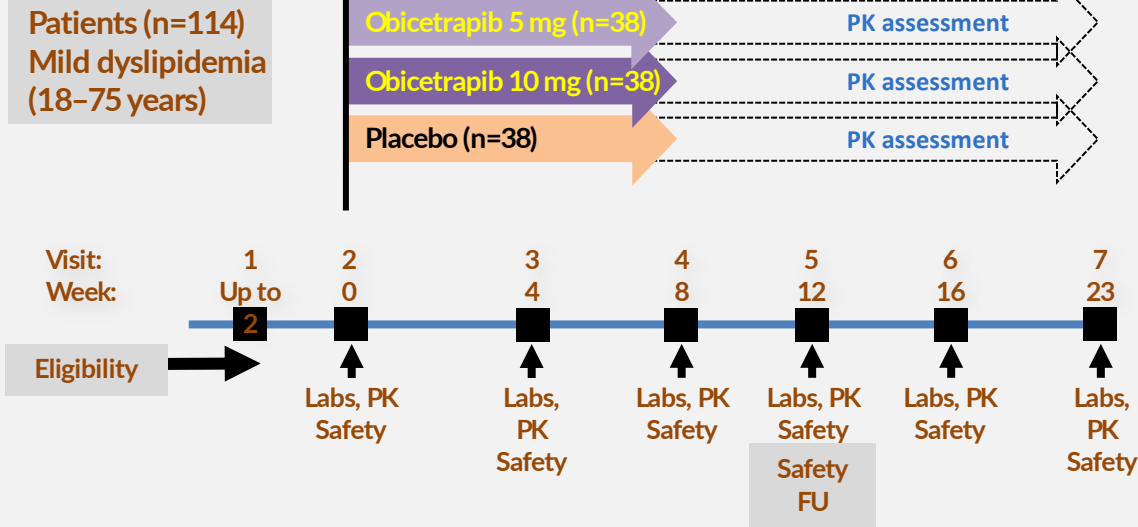 Patients (n=114)
Mild dyslipidemia
(18–75 years)
Obicetrapib 5 mg (n=38)
PK assessment
Obicetrapib 10 mg (n=38)
PK assessment
Placebo (n=38)
PK assessment
Visit: 1 2 3 4 5 6 7
Week: Up to 0 4 8 12 16 23
2
Eligibility
Labs, PK
Safety
Labs,
PK
Safety
Labs, PK
Safety
Labs, PK
Safety
Safety
FU
Labs, PK
Safety
Labs,
PK
Safety